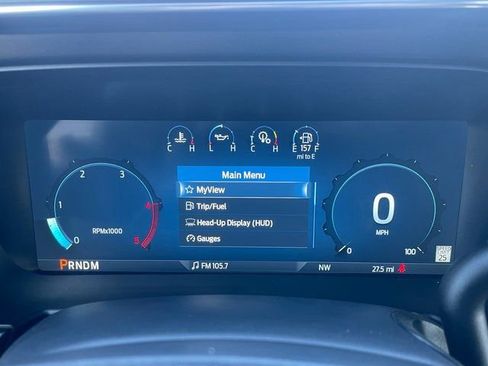 C H
L H
C H
E 157 F
mi to E
Main Menu
MyView
Trip/Fuel
Head-Up Display (HUD)
Gauges
0 1 2 3 4 5
RPMx1000
0
MPH
0 100
25
PRNDM
FM 105.7
NW
27.5 mi